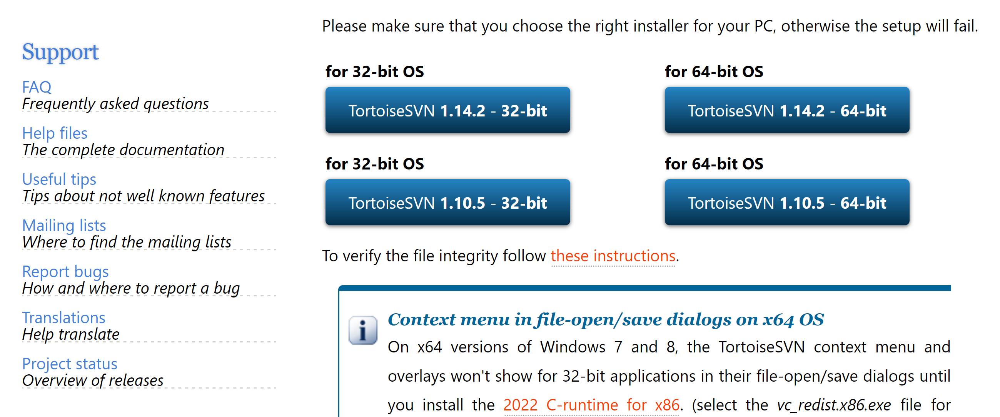 Support
FAQ
Frequently asked questions
Help files
The complete documentation
Useful tips
Tips about not well known features
Mailing lists
Where to find the mailing lists
Report bugs
How and where to report a bug
Translations
Help translate
Project status
Overview of releases
Please make sure that you choose the right installer for your PC, otherwise the setup will fail.
for 32-bit OS
TortoiseSVN 1.14.2 - 32-bit
for 64-bit OS
TortoiseSVN 1.14.2 - 64-bit
for 32-bit OS
TortoiseSVN 1.10.5 - 32-bit
for 64-bit OS
TortoiseSVN 1.10.5 - 64-bit
To verify the file integrity follow these instructions.
Context menu in file-open/save dialogs on x64 OS
On x64 versions of Windows 7 and 8, the TortoiseSVN context menu and
overlays won't show for 32-bit applications in their file-open/save dialogs until
you install the 2022 C-runtime for x86. (select the vc_redist.x86.exe file for